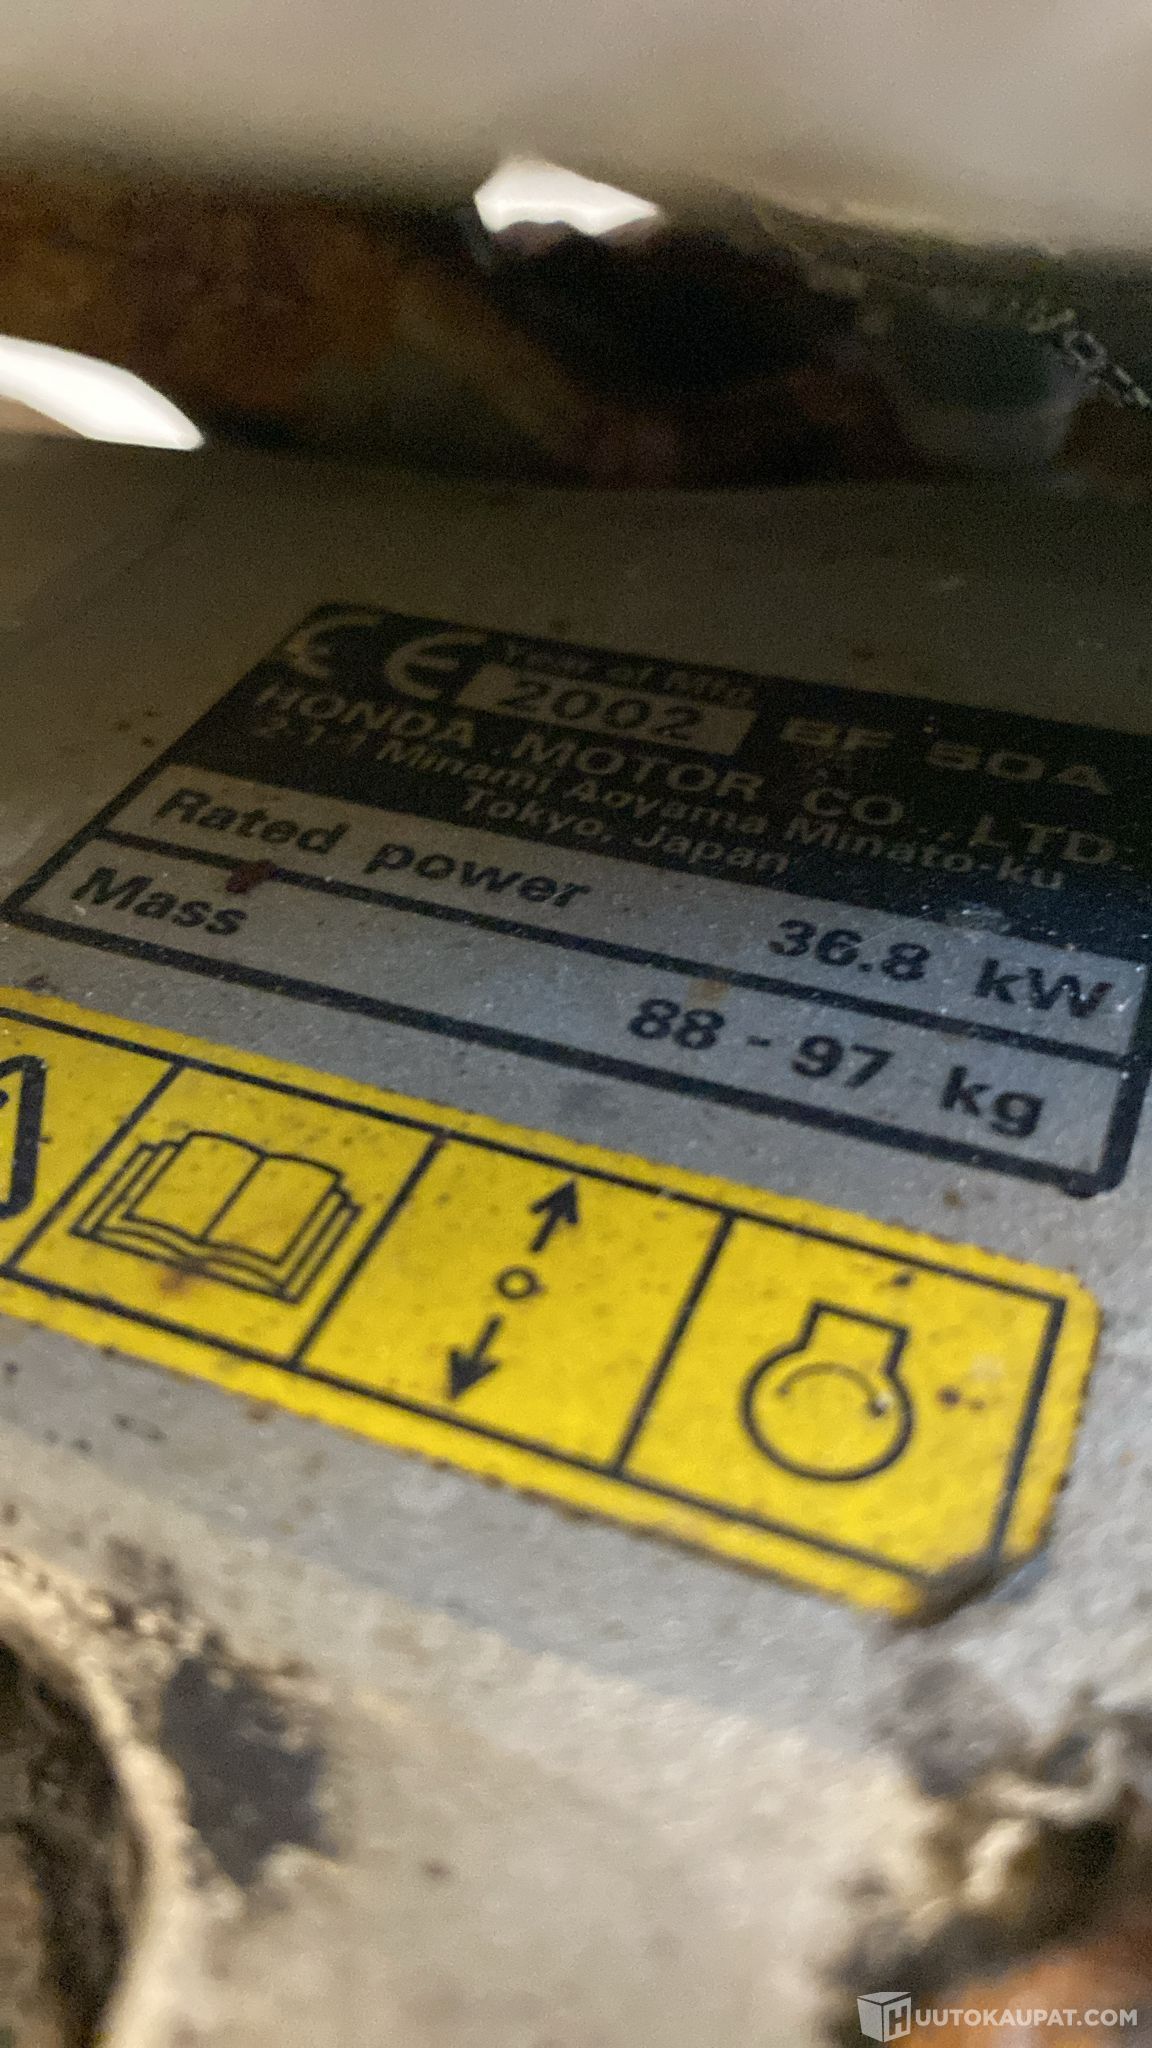 CE
Year of Mfg
2002
BF 50A
HONDA MOTOR CO., LTD.
2-1-1 Minami Aoyama Minato-ku
Tokyo, Japan
Rated power 36.8 kW
Mass 88 - 97 kg
HUUTOKAUPAT.COM